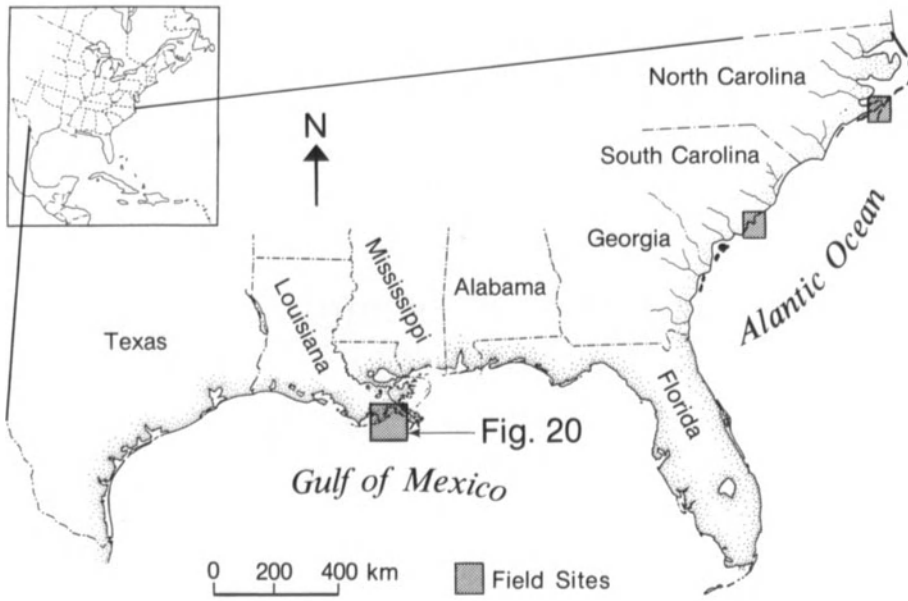 North Carolina
N
South Carolina
Georgia
Alantic Ocean
Mississippi
Louisiana
Alabama
Texas
Florida
Fig. 20
Gulf of Mexico
0 200 400 km
Field Sites